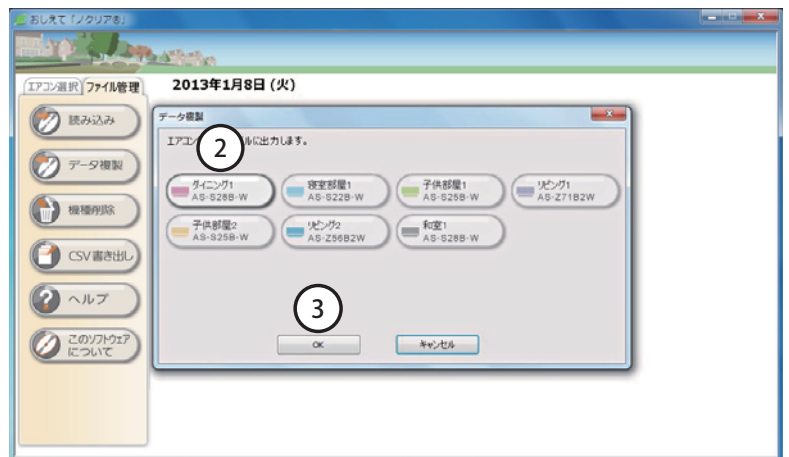 おしえて「ノクリア®」
エアコン選択 ファイル管理
2013年1月8日 (火)
読み込み
データ複製
機種削除
CSV書き出し
ヘルプ
このソフトウェア
について
データ複製
エアコン ルに出力します。
2
ダイニング1
AS-S28B-W
寝室部屋1
AS-S22B-W
子供部屋1
AS-S25B-W
リビング1
AS-Z71B2W
子供部屋2
AS-S25B-W
リビング2
AS-Z56B2W
和室1
AS-S28B-W
3
OK
キャンセル